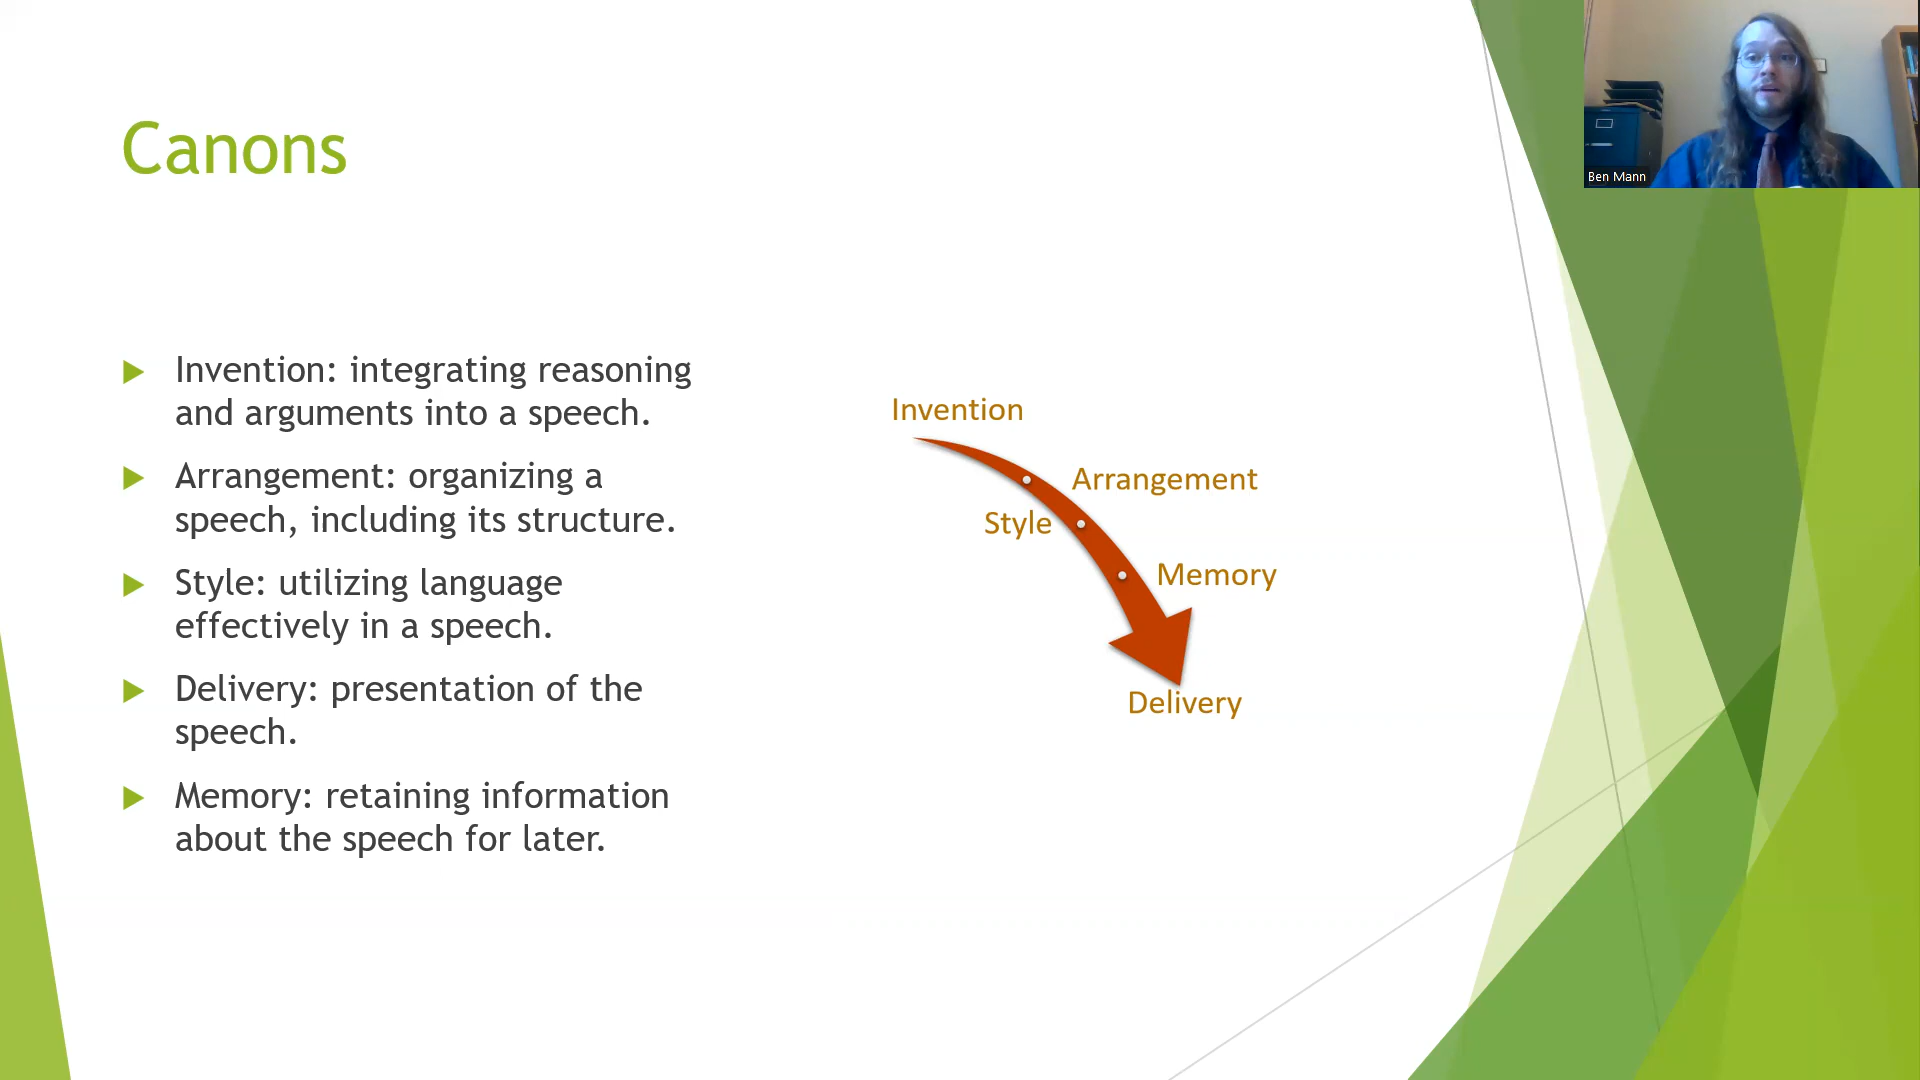 Canons
Invention: integrating reasoning
and arguments into a speech.
Arrangement: organizing a
speech, including its structure.
Style: utilizing language
effectively in a speech.
Delivery: presentation of the
speech.
Memory: retaining information
about the speech for later.
Invention
Arrangement
Style
Memory
Delivery
Ben Mann